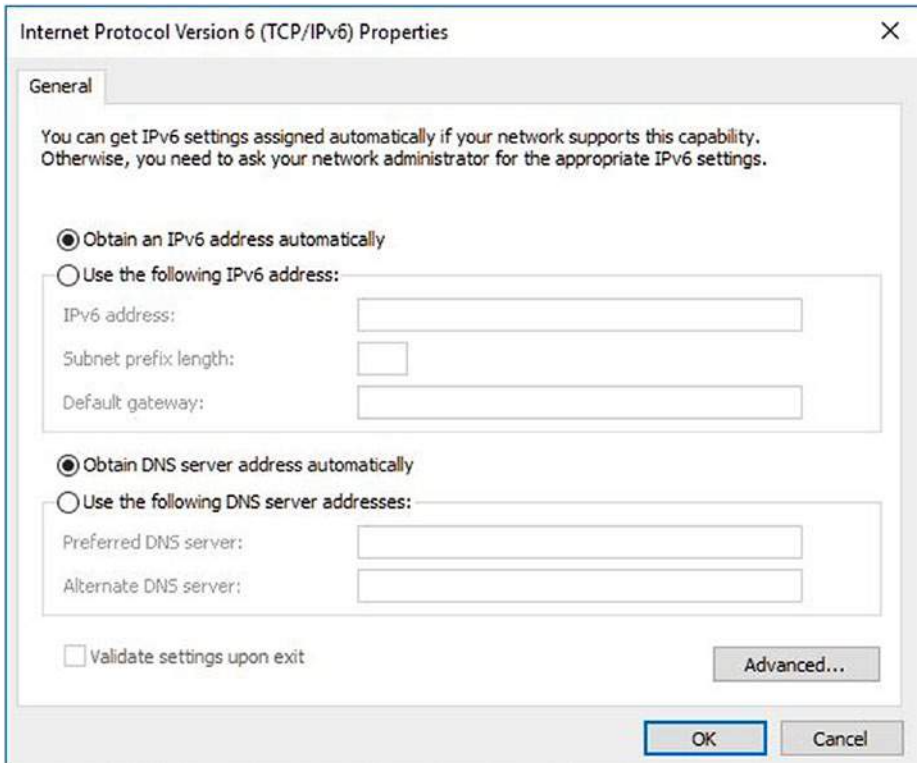 Internet Protocol Version 6 (TCP/IPv6) Properties
General
You can get IPv6 settings assigned automatically if your network supports this capability.
Otherwise, you need to ask your network administrator for the appropriate IPv6 settings.
Obtain an IPv6 address automatically
Use the following IPv6 address:
IPv6 address:
Subnet prefix length:
Default gateway:
Obtain DNS server address automatically
Use the following DNS server addresses:
Preferred DNS server:
Alternate DNS server:
Validate settings upon exit
Advanced...
OK
Cancel